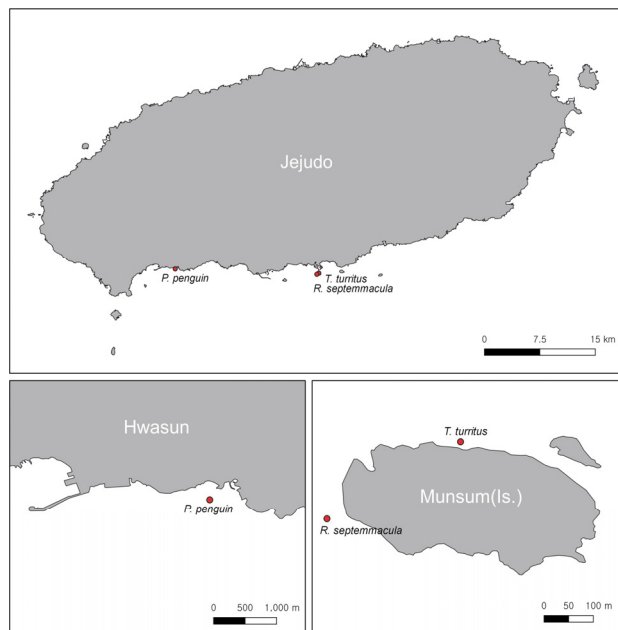 Jejudo
P. penguin
T. turritus
R. septemmacula
0 7.5 15 km
Hwasun
P. penguin
0 500 1,000 m
T. turritus
Munsum(Is.)
R. septemmacula
0 50 100 m